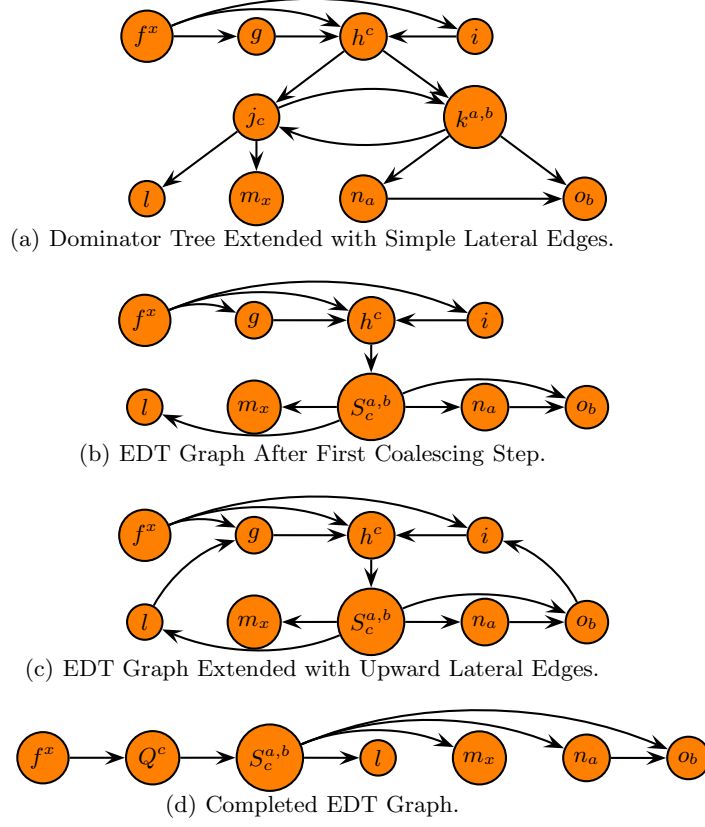 f^x g h^c i
j_c k^{a,b}
l m_x n_a o_b
(a) Dominator Tree Extended with Simple Lateral Edges.
f^x g h^c i
l m_x S_c^{a,b} n_a o_b
(b) EDT Graph After First Coalescing Step.
f^x g h^c i
l m_x S_c^{a,b} n_a o_b
(c) EDT Graph Extended with Upward Lateral Edges.
f^x Q^c S_c^{a,b} l m_x n_a o_b
(d) Completed EDT Graph.